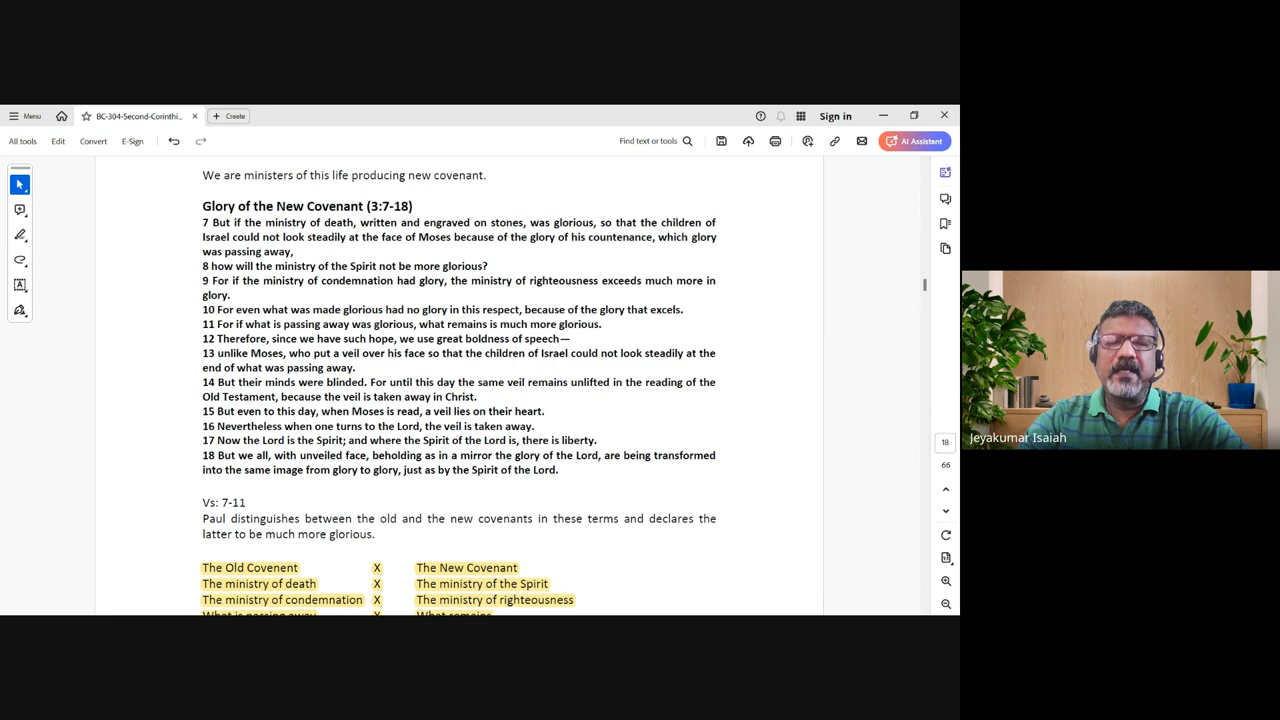 Menu
BC-304-Second-Corinthi...
Create
Sign in
All tools
Edit
Convert
E-Sign
Find text or tools
AI Assistant
We are ministers of this life producing new covenant.
Glory of the New Covenant (3:7-18)
7 But if the ministry of death, written and engraved on stones, was glorious, so that the children of
Israel could not look steadily at the face of Moses because of the glory of his countenance, which glory
was passing away,
8 how will the ministry of the Spirit not be more glorious?
9 For if the ministry of condemnation had glory, the ministry of righteousness exceeds much more in
glory.
10 For even what was made glorious had no glory in this respect, because of the glory that excels.
11 For if what is passing away was glorious, what remains is much more glorious.
12 Therefore, since we have such hope, we use great boldness of speech—
13 unlike Moses, who put a veil over his face so that the children of Israel could not look steadily at the
end of what was passing away.
14 But their minds were blinded. For until this day the same veil remains unlifted in the reading of the
Old Testament, because the veil is taken away in Christ.
15 But even to this day, when Moses is read, a veil lies on their heart.
16 Nevertheless when one turns to the Lord, the veil is taken away.
17 Now the Lord is the Spirit; and where the Spirit of the Lord is, there is liberty.
18 But we all, with unveiled face, beholding as in a mirror the glory of the Lord, are being transformed
into the same image from glory to glory, just as by the Spirit of the Lord.
Vs: 7-11
Paul distinguishes between the old and the new covenants in these terms and declares the
latter to be much more glorious.
The Old Covenent X The New Covenant
The ministry of death X The ministry of the Spirit
The ministry of condemnation X The ministry of righteousness
What is passing away X What remains
18
66
Jeyakumar Isaiah